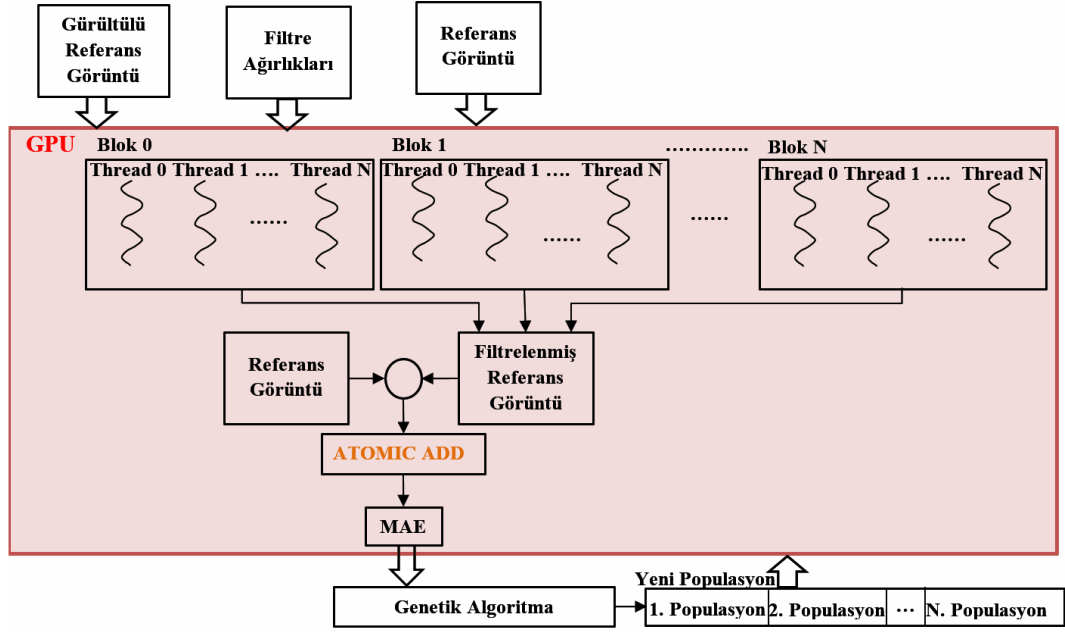 Gürültülü
Referans
Görüntü
Filtre
Ağırlıkları
Referans
Görüntü
GPU
Blok 0
Blok 1
.............
Blok N
Thread 0 Thread 1 .... Thread N
Thread 0 Thread 1 .... Thread N
Thread 0 Thread 1 .... Thread N
......
......
......
......
Referans
Görüntü
Filtrelenmiş
Referans
Görüntü
ATOMIC ADD
MAE
Genetik Algoritma
Yeni Populasyon
1. Populasyon 2. Populasyon ... N. Populasyon